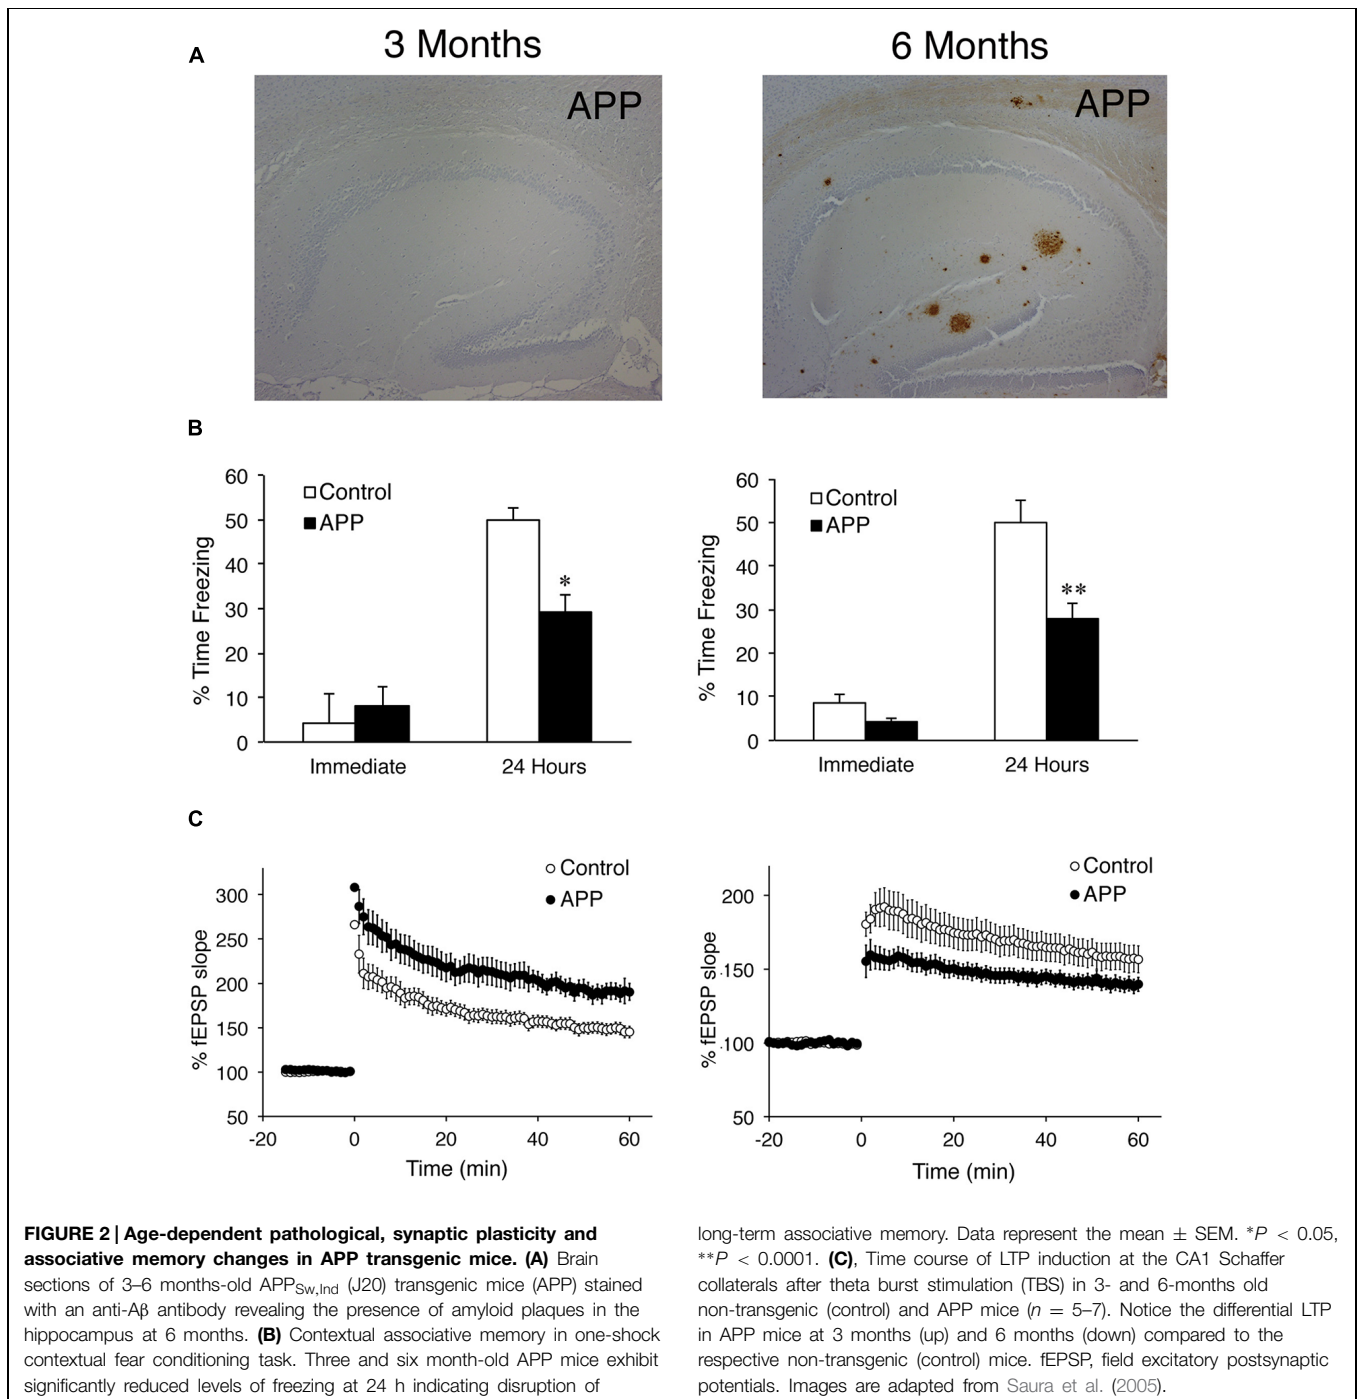 A
3 Months
6 Months
APP
APP
B
60
50
40
30
20
10
0
% Time Freezing
Control
APP
*
Immediate
24 Hours
60
50
40
30
20
10
0
% Time Freezing
Control
APP
**
Immediate
24 Hours
C
300
250
200
150
100
50
% fEPSP slope
Control
APP
-20
0
20
40
60
Time (min)
200
150
100
50
% fEPSP slope
Control
APP
-20
0
20
40
60
Time (min)
FIGURE 2 | Age-dependent pathological, synaptic plasticity and
associative memory changes in APP transgenic mice. (A) Brain
sections of 3–6 months-old APPSw,Ind (J20) transgenic mice (APP) stained
with an anti-Aβ antibody revealing the presence of amyloid plaques in the
hippocampus at 6 months. (B) Contextual associative memory in one-shock
contextual fear conditioning task. Three and six month-old APP mice exhibit
significantly reduced levels of freezing at 24 h indicating disruption of
long-term associative memory. Data represent the mean ± SEM. *P < 0.05,
**P < 0.0001. (C), Time course of LTP induction at the CA1 Schaffer
collaterals after theta burst stimulation (TBS) in 3- and 6-months old
non-transgenic (control) and APP mice (n = 5–7). Notice the differential LTP
in APP mice at 3 months (up) and 6 months (down) compared to the
respective non-transgenic (control) mice. fEPSP, field excitatory postsynaptic
potentials. Images are adapted from Saura et al. (2005).